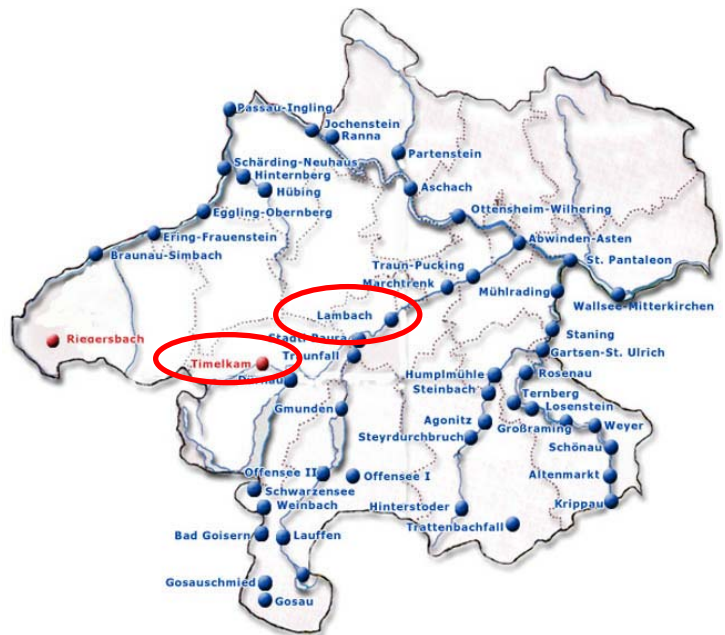 Passau-Ingling
Jochenstein
Ranna
Partenstein
Schärding-Neuhaus
Hinternberg
Hübing
Aschach
Eggling-Obernberg
Ottensheim-Wilhering
Ering-Frauenstein
Abwinden-Asten
Braunau-Simbach
Traun-Pucking
St. Pantaleon
Marchtrenk
Mühlrading
Wallsee-Mitterkirchen
Lambach
Staning
Stadtl-Paura
Riegersbach
Traunfall
Gartsen-St. Ulrich
Timelkam
Humplmühle
Rosenau
Dürnau
Steinbach
Ternberg
Gmunden
Losenstein
Agonitz
Großraming
Weyer
Steyrdurchbruch
Schönau
Offensee II
Offensee I
Altenmarkt
Schwarzensee
Weinbach
Hinterstoder
Krippau
Trattenbachfall
Bad Goisern
Lauffen
Gosauschmied
Gosau